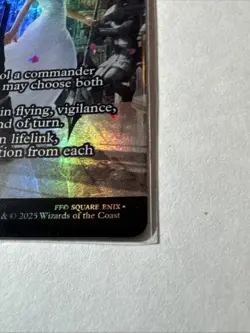 ol a commander
may choose both
in flying, vigilance,
nd of turn.
n lifelink,
tion from each
FF© SQUARE ENIX
& © 2025 Wizards of the Coast